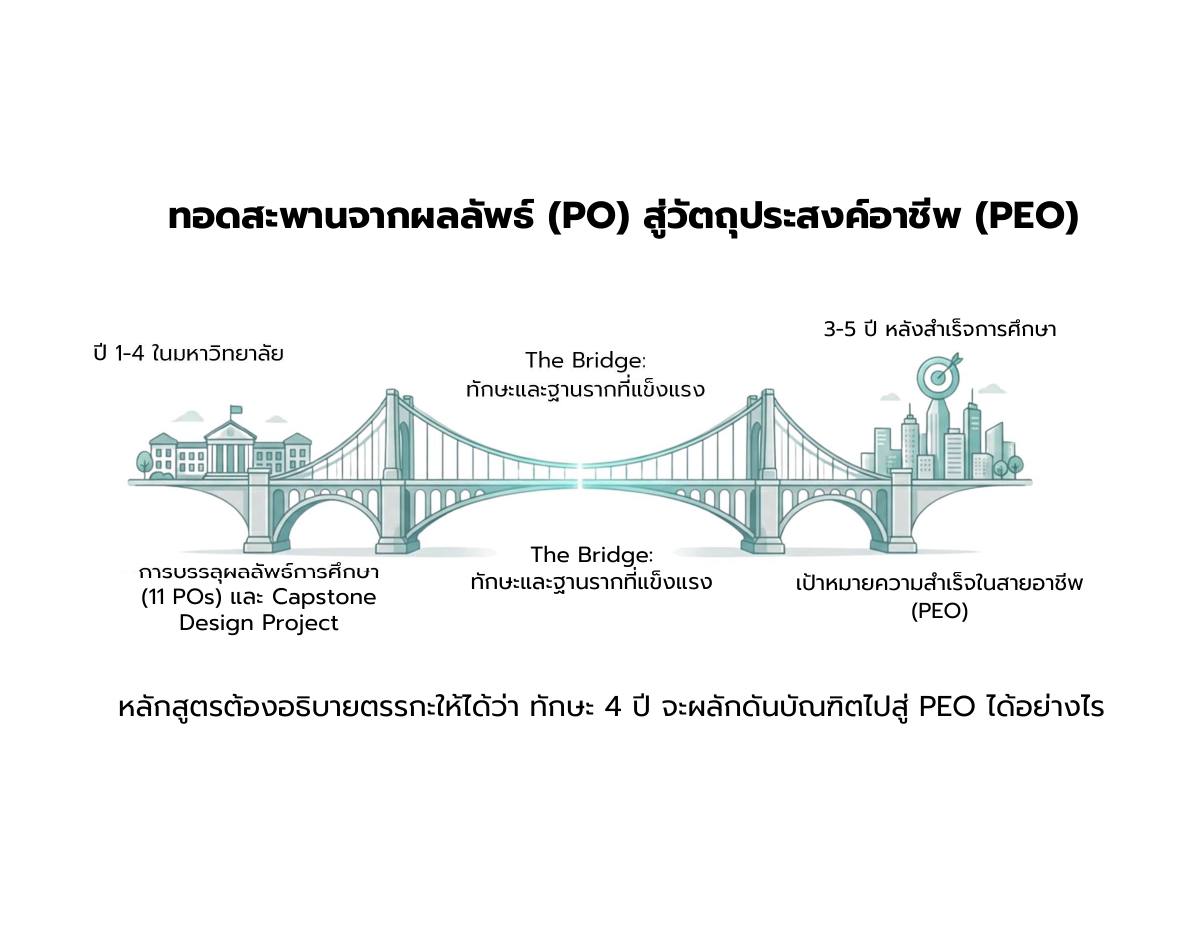 ทอดสะพานจากผลลัพธ์ (PO) สู่วัตถุประสงค์อาชีพ (PEO)
ปี 1-4 ในมหาวิทยาลัย
The Bridge:
ทักษะและฐานรากที่แข็งแรง
3-5 ปี หลังสำเร็จการศึกษา
การบรรลุผลลัพธ์การศึกษา
(11 POs) และ Capstone
Design Project
The Bridge:
ทักษะและฐานรากที่แข็งแรง
เป้าหมายความสำเร็จในสายอาชีพ
(PEO)
หลักสูตรต้องอธิบายตรรกะให้ได้ว่า ทักษะ 4 ปี จะผลักดันบัณฑิตไปสู่ PEO ได้อย่างไร